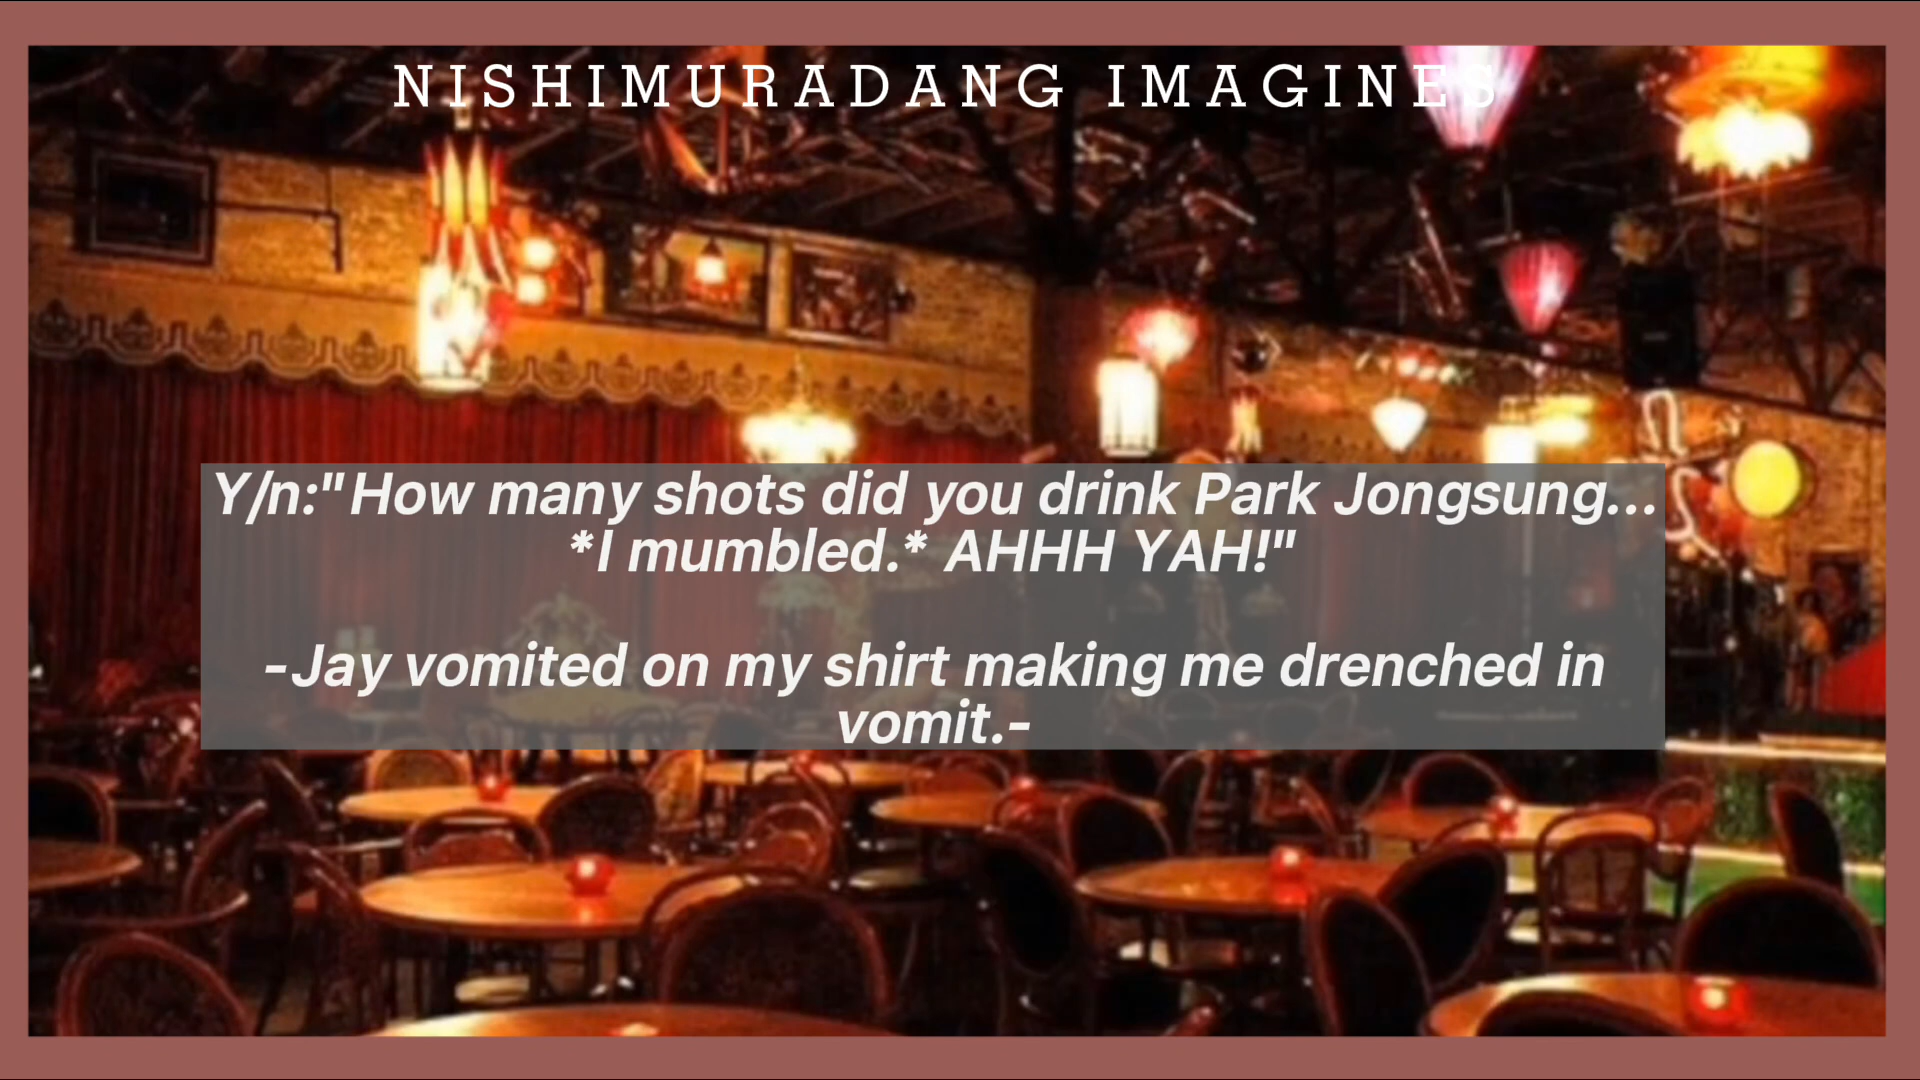 NISHIMURADANG IMAGINES
Y/n:"How many shots did you drink Park Jongsung...
*I mumbled.* AHHH YAH!"
-Jay vomited on my shirt making me drenched in
vomit.-